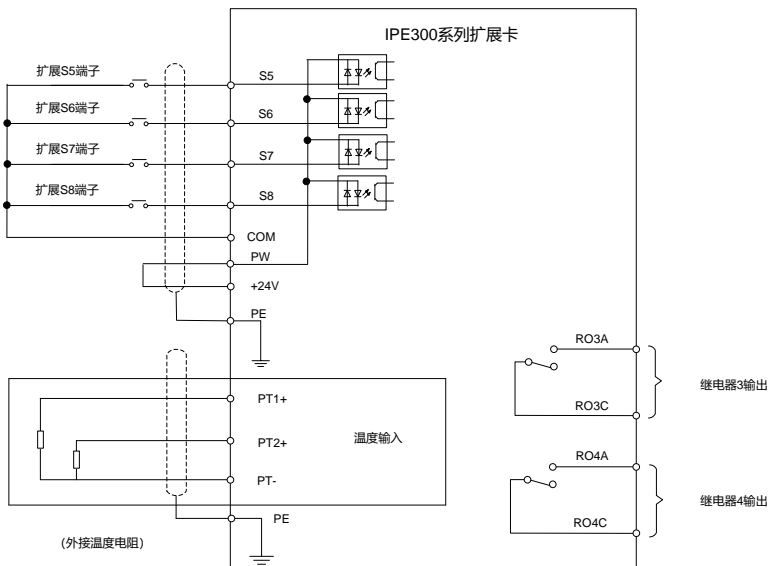 IPE300系列扩展卡
扩展S5端子
S5
扩展S6端子
S6
扩展S7端子
S7
扩展S8端子
S8
COM
PW
+24V
PE
PT1+
PT2+
温度输入
PT-
PE
(外接温度电阻)
RO3A
继电器3输出
RO3C
RO4A
继电器4输出
RO4C